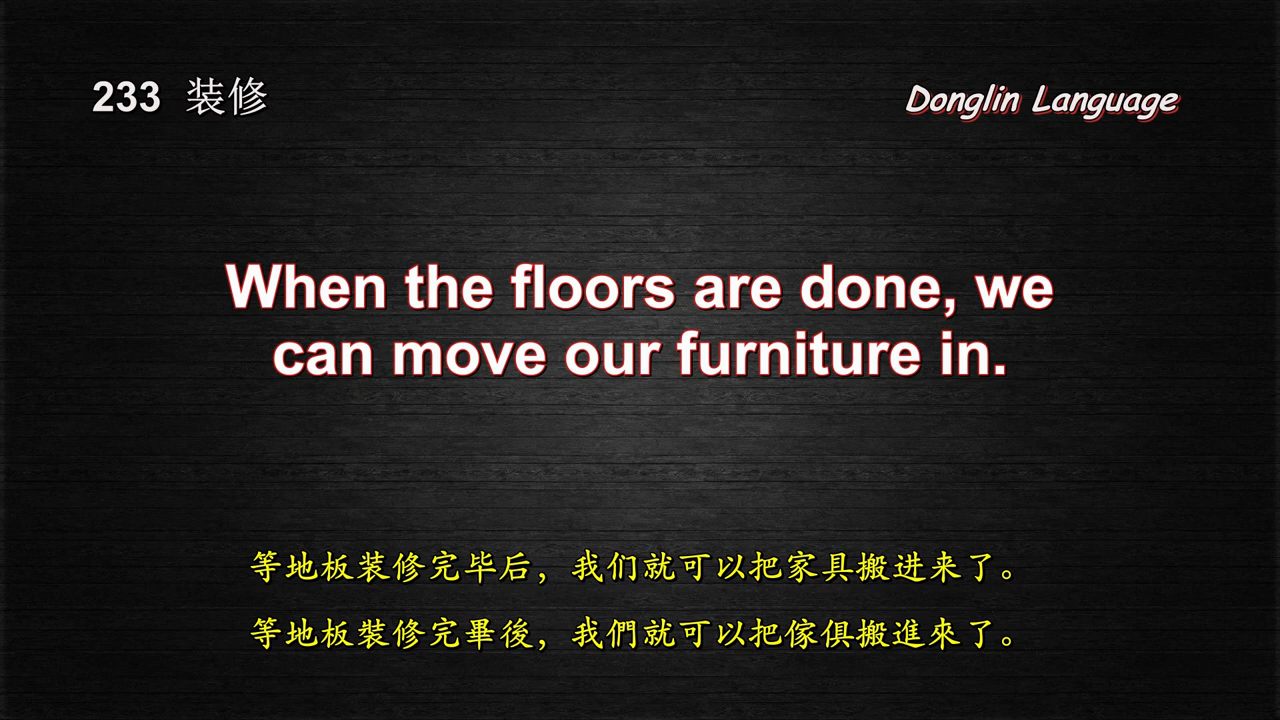 233 装修
Donglin Language
When the floors are done, we
can move our furniture in.
等地板装修完毕后，我们就可以把家具搬进来了。
等地板裝修完畢後，我們就可以把傢俱搬進來了。